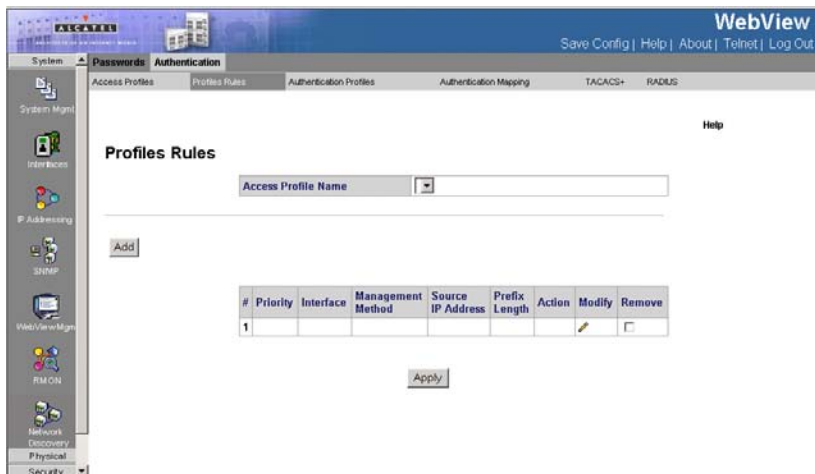 ALCATEL
WebView
Save Config | Help | About | Telnet | Log Out
System
Passwords Authentication
Access Profiles Profiles Rules Authentication Profiles Authentication Mapping TACACS+ RADIUS
System Mgmt
Help
Profiles Rules
Interfaces
Access Profile Name
IP Addressing
Add
SNMP
# Priority Interface Management Method Source IP Address Prefix Length Action Modify Remove
1
WebViewMgm
RMON
Apply
Network Discovery
Physical
Security